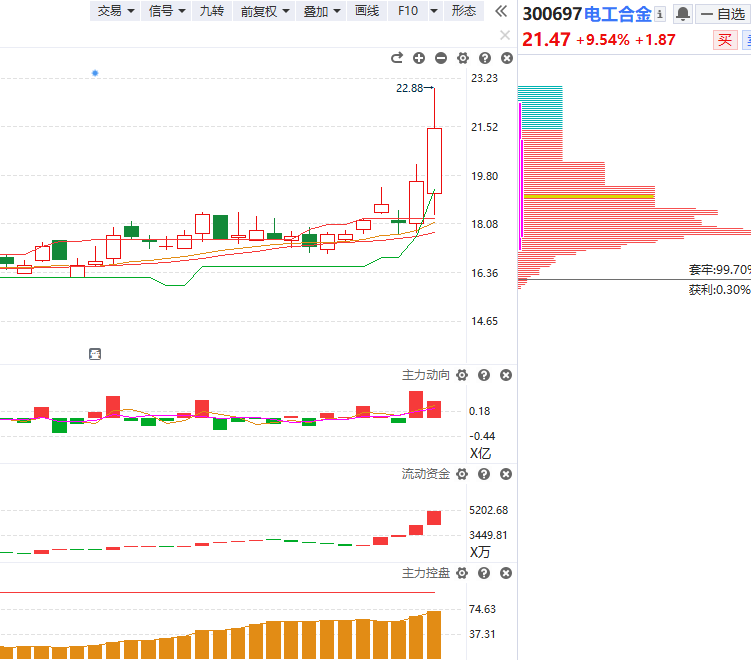 交易 信号 九转 前复权 叠加 画线 F10 形态
300697 电工合金 自选
21.47 +9.54% +1.87 买
23.23
22.88
21.52
19.80
18.08
16.36
14.65
套牢:99.70%
获利:0.30%
主力动向
0.18
-0.44
X亿
流动资金
5202.68
3449.81
X万
主力控盘
74.63
37.31